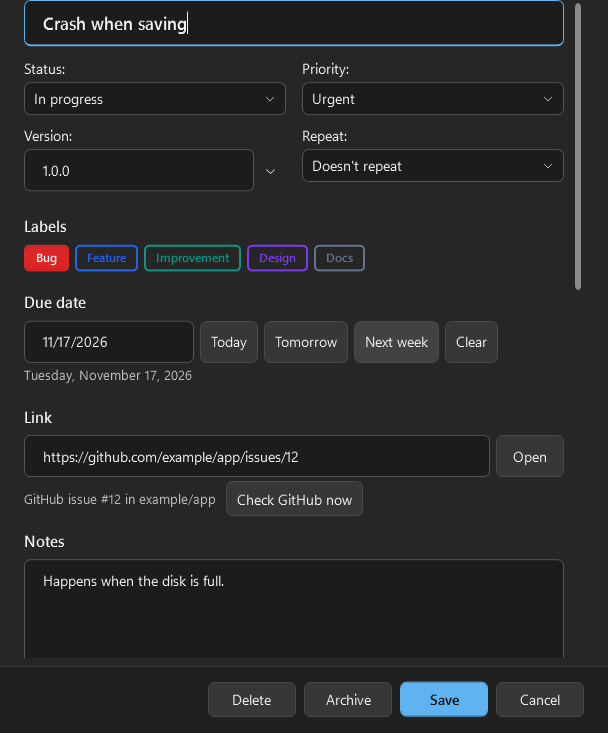 Crash when saving
Status:
Priority:
In progress
Urgent
Version:
Repeat:
1.0.0
Doesn't repeat
Labels
Bug
Feature
Improvement
Design
Docs
Due date
11/17/2026
Today
Tomorrow
Next week
Clear
Tuesday, November 17, 2026
Link
https://github.com/example/app/issues/12
Open
GitHub issue #12 in example/app
Check GitHub now
Notes
Happens when the disk is full.
Delete
Archive
Save
Cancel